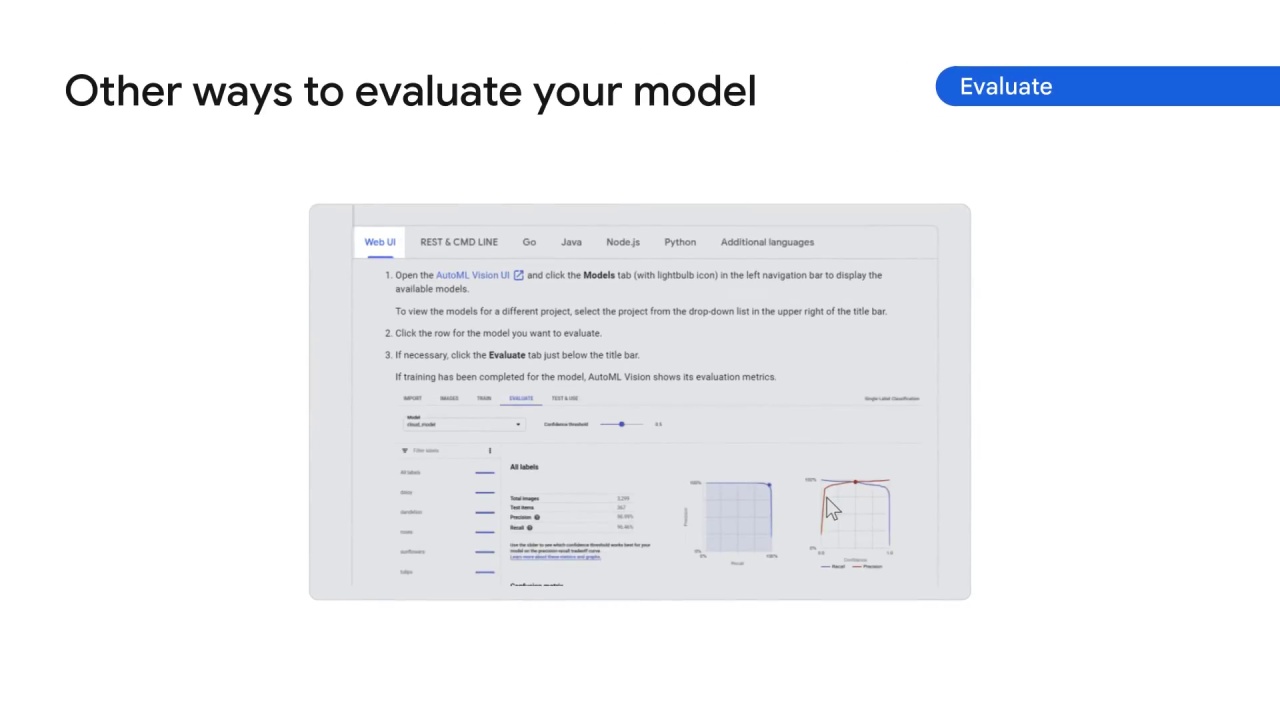 Other ways to evaluate your model
Evaluate
Web UI REST & CMD LINE Go Java Node.js Python Additional languages
1. Open the AutoML Vision UI and click the Models tab (with lightbulb icon) in the left navigation bar to display the
available models.
To view the models for a different project, select the project from the drop-down list in the upper right of the title bar.
2. Click the row for the model you want to evaluate.
3. If necessary, click the Evaluate tab just below the title bar.
If training has been completed for the model, AutoML Vision shows its evaluation metrics.
IMPORT IMAGES TRAIN EVALUATE TEST & USE Single-Label Classification
Model
cloud_model
Confidence threshold 0.5
Filter labels
All labels
All labels
daisy
dandelion
roses
sunflowers
tulips
Total images
Test items
Precision
Recall
Use the slider to see which confidence threshold works best for your
model on the precision-recall tradeoff curve
Learn more about these metrics and graphs.
100%
Precision
0%
0% 100%
Recall
100%
0%
0.0 1.0
Confidence
Recall Precision